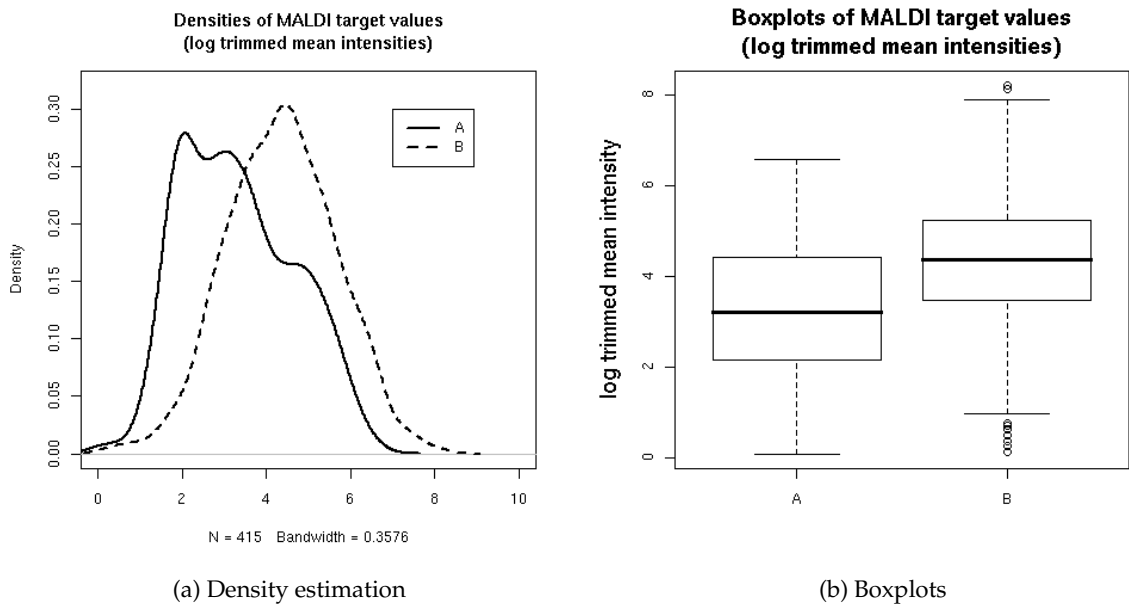 Densities of MALDI target values
(log trimmed mean intensities)
Density
0.00
0.05
0.10
0.15
0.20
0.25
0.30
A
B
0 2 4 6 8 10
N = 415 Bandwidth = 0.3576
(a) Density estimation
Boxplots of MALDI target values
(log trimmed mean intensities)
log trimmed mean intensity
0
2
4
6
8
A B
(b) Boxplots